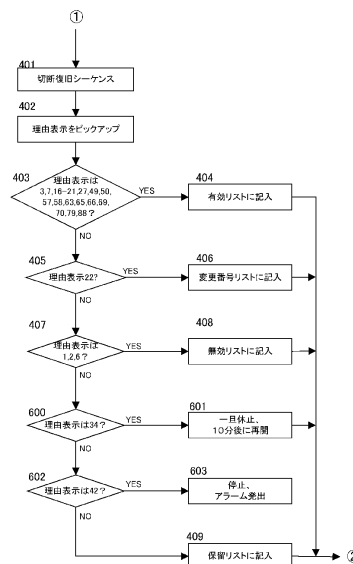 ①
401
切断復旧シーケンス
402
理由表示をピックアップ
403
理由表示は
3,7,16-21,27,49,50,
57,58,63,65,66,69,
70,79,88?
YES
404
有効リストに記入
NO
405
理由表示22?
YES
406
変更番号リストに記入
NO
407
理由表示は
1,2,6?
YES
408
無効リストに記入
NO
600
理由表示は34?
YES
601
一旦休止、
10分後に再開
NO
602
理由表示は42?
YES
603
停止、
アラーム発出
NO
409
保留リストに記入
②